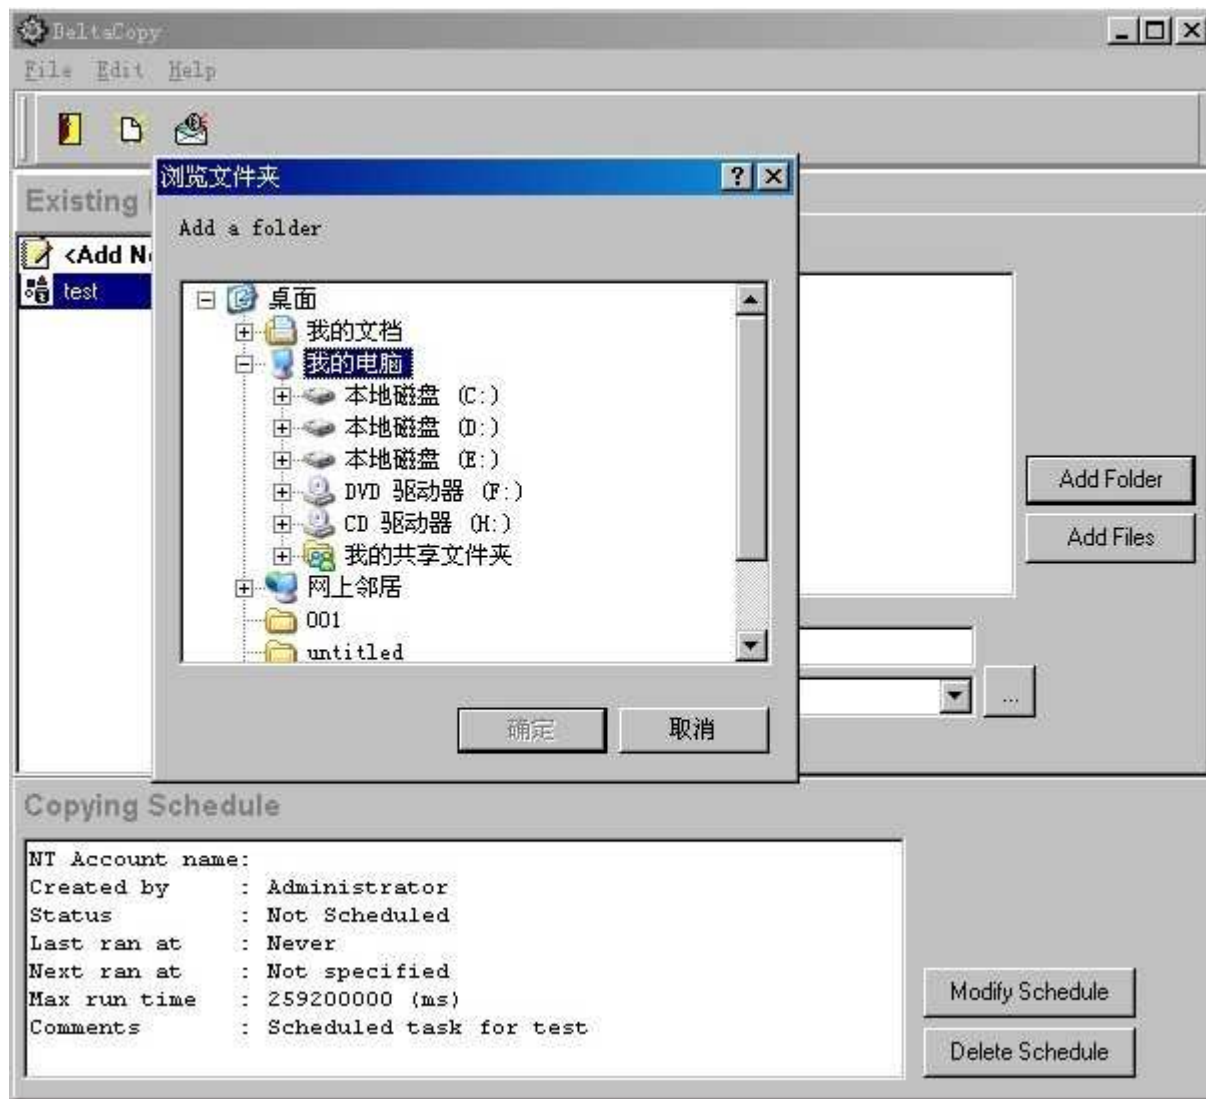 DeltaCopy
File Edit Help
浏览文件夹
Existing
Add a folder
<Add N
test
桌面
我的文档
我的电脑
本地磁盘 (C:)
本地磁盘 (D:)
本地磁盘 (E:)
DVD 驱动器 (F:)
CD 驱动器 (H:)
我的共享文件夹
网上邻居
001
untitled
Add Folder
Add Files
...
确定 取消
Copying Schedule
NT Account name:
Created by : Administrator
Status : Not Scheduled
Last ran at : Never
Next ran at : Not specified
Max run time : 259200000 (ms)
Comments : Scheduled task for test
Modify Schedule
Delete Schedule